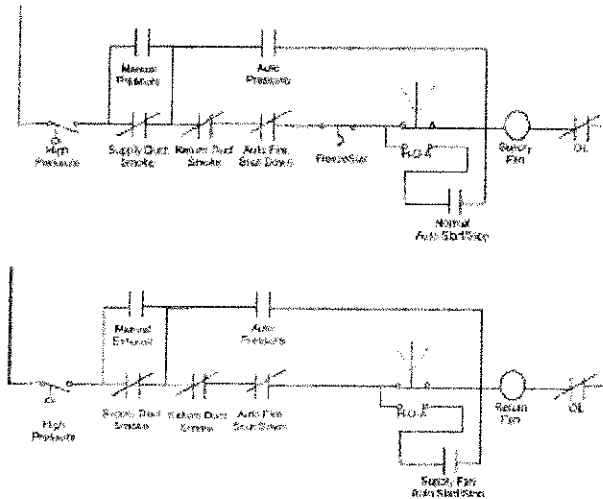 Manual
Pressure
Auto
Pressure
High
Pressure
Supply Duct
Smoke
Return Duct
Smoke
Auto Fire
Shut Down
FreezeStat
H-O-A
Supply
Fan
OL
Normal
Auto Start/Stop
Manual
Exhaust
Auto
Pressure
High
Pressure
Supply Duct
Smoke
Return Duct
Smoke
Auto Fire
Shut Down
H-O-A
Return
Fan
OL
Supply Fan
Auto Start/Stop